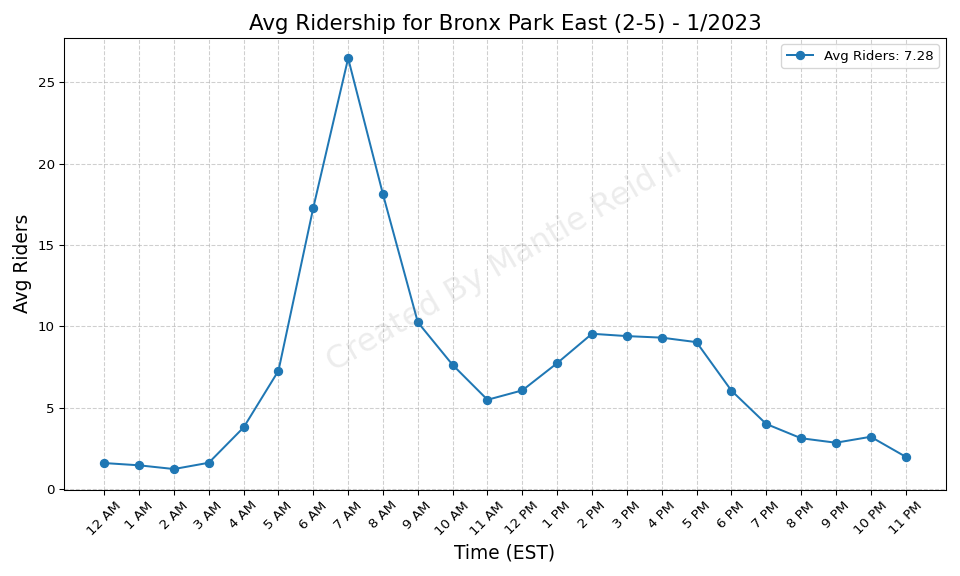 Avg Ridership for Bronx Park East (2-5) - 1/2023
Avg Riders: 7.28
25
20
15
10
5
0
Avg Riders
Created By Mantle Reid II
12 AM
1 AM
2 AM
3 AM
4 AM
5 AM
6 AM
7 AM
8 AM
9 AM
10 AM
11 AM
12 PM
1 PM
2 PM
3 PM
4 PM
5 PM
6 PM
7 PM
8 PM
9 PM
10 PM
11 PM
Time (EST)